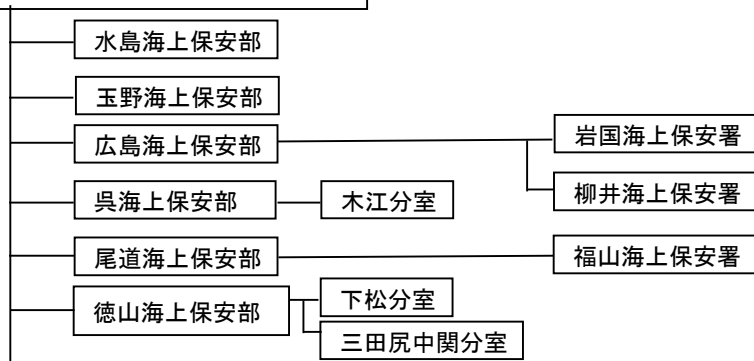 水島海上保安部
玉野海上保安部
広島海上保安部
岩国海上保安署
柳井海上保安署
呉海上保安部
木江分室
尾道海上保安部
福山海上保安署
徳山海上保安部
下松分室
三田尻中関分室